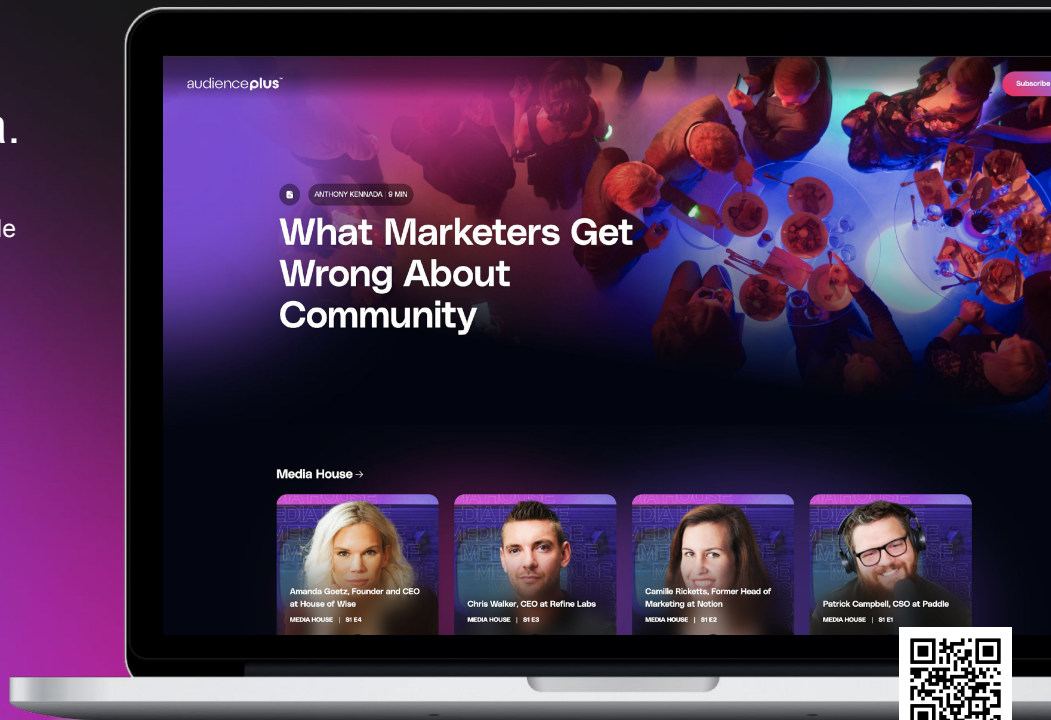 a.
le
audienceplus™
Subscribe
ANTHONY KENNADA | 9 MIN
What Marketers Get
Wrong About
Community
Media House →
Amanda Goetz, Founder and CEO
at House of Wise
MEDIA HOUSE | S1 E4
Chris Walker, CEO at Refine Labs
MEDIA HOUSE | S1 E3
Camille Ricketts, Former Head of
Marketing at Notion
MEDIA HOUSE | S1 E2
Patrick Campbell, CSO at Paddle
MEDIA HOUSE | S1 E1